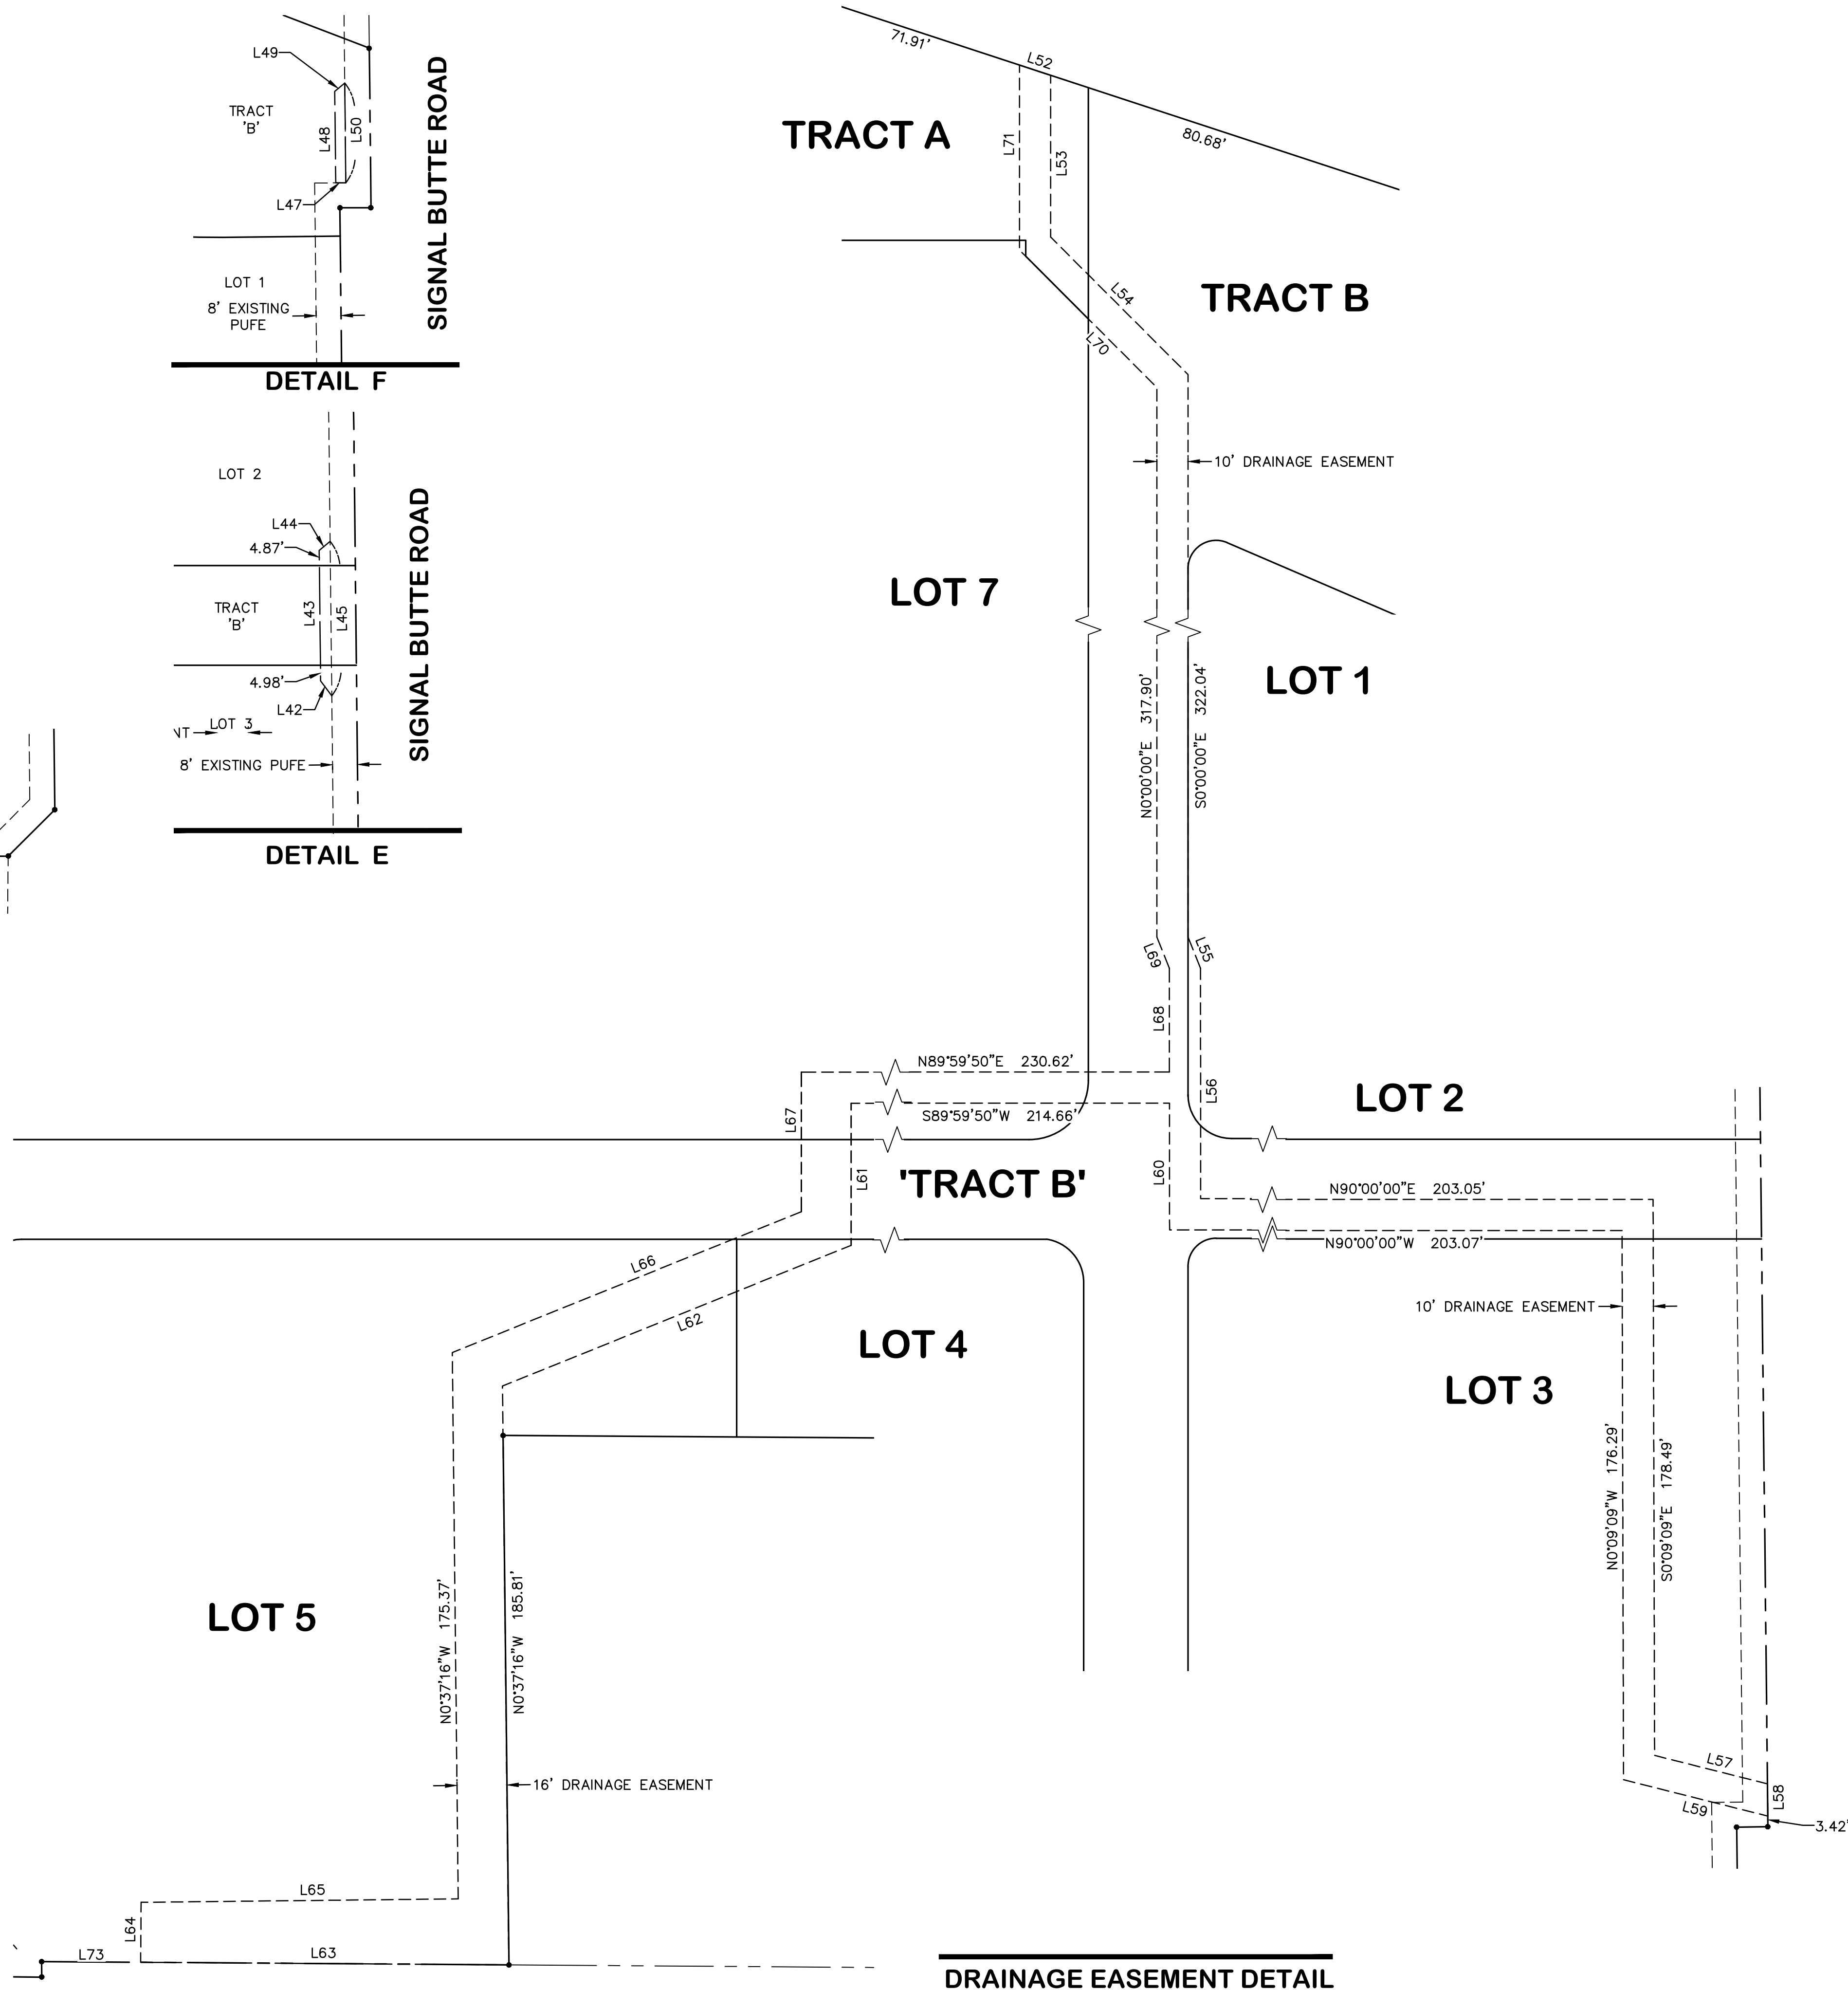 L49
TRACT
'B'
L48
L50
L47
LOT 1
8' EXISTING
PUFE
SIGNAL BUTTE ROAD
DETAIL F
LOT 2
L44
4.87'
TRACT
'B'
L43
L45
4.98'
L42
LOT 3
NT
8' EXISTING PUFE
SIGNAL BUTTE ROAD
DETAIL E
71.91'
L52
80.68'
TRACT A
L71
L53
TRACT B
L54
L70
10' DRAINAGE EASEMENT
LOT 7
LOT 1
N0°00'00"E 317.90'
S0°00'00"E 322.04'
L69
L55
L68
L56
N89°59'50"E 230.62'
S89°59'50"W 214.66'
LOT 2
L67
L61
'TRACT B'
L60
N90°00'00"E 203.05'
N90°00'00"W 203.07'
L66
L62
LOT 4
10' DRAINAGE EASEMENT
LOT 3
N0°09'09"W 176.29'
S0°09'09"E 178.49'
LOT 5
N0°37'16"W 175.37'
N0°37'16"W 185.81'
16' DRAINAGE EASEMENT
L57
L58
L59
3.42'
L65
L64
L73
L63
DRAINAGE EASEMENT DETAIL